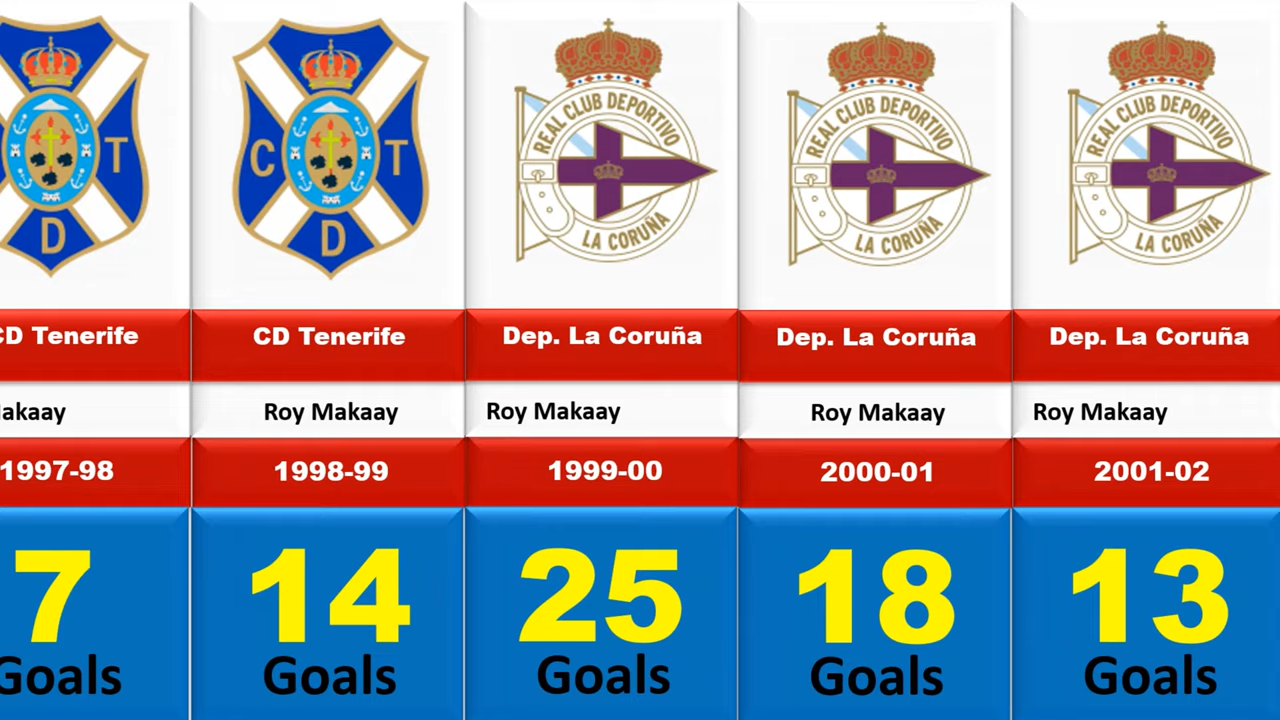 T
D
CD Tenerife
akaay
1997-98
7
Goals
C T
D
CD Tenerife
Roy Makaay
1998-99
14
Goals
REAL CLUB DEPORTIVO
LA CORUÑA
Dep. La Coruña
Roy Makaay
1999-00
25
Goals
REAL CLUB DEPORTIVO
LA CORUÑA
Dep. La Coruña
Roy Makaay
2000-01
18
Goals
REAL CLUB DEPORTIVO
LA CORUÑA
Dep. La Coruña
Roy Makaay
2001-02
13
Goals